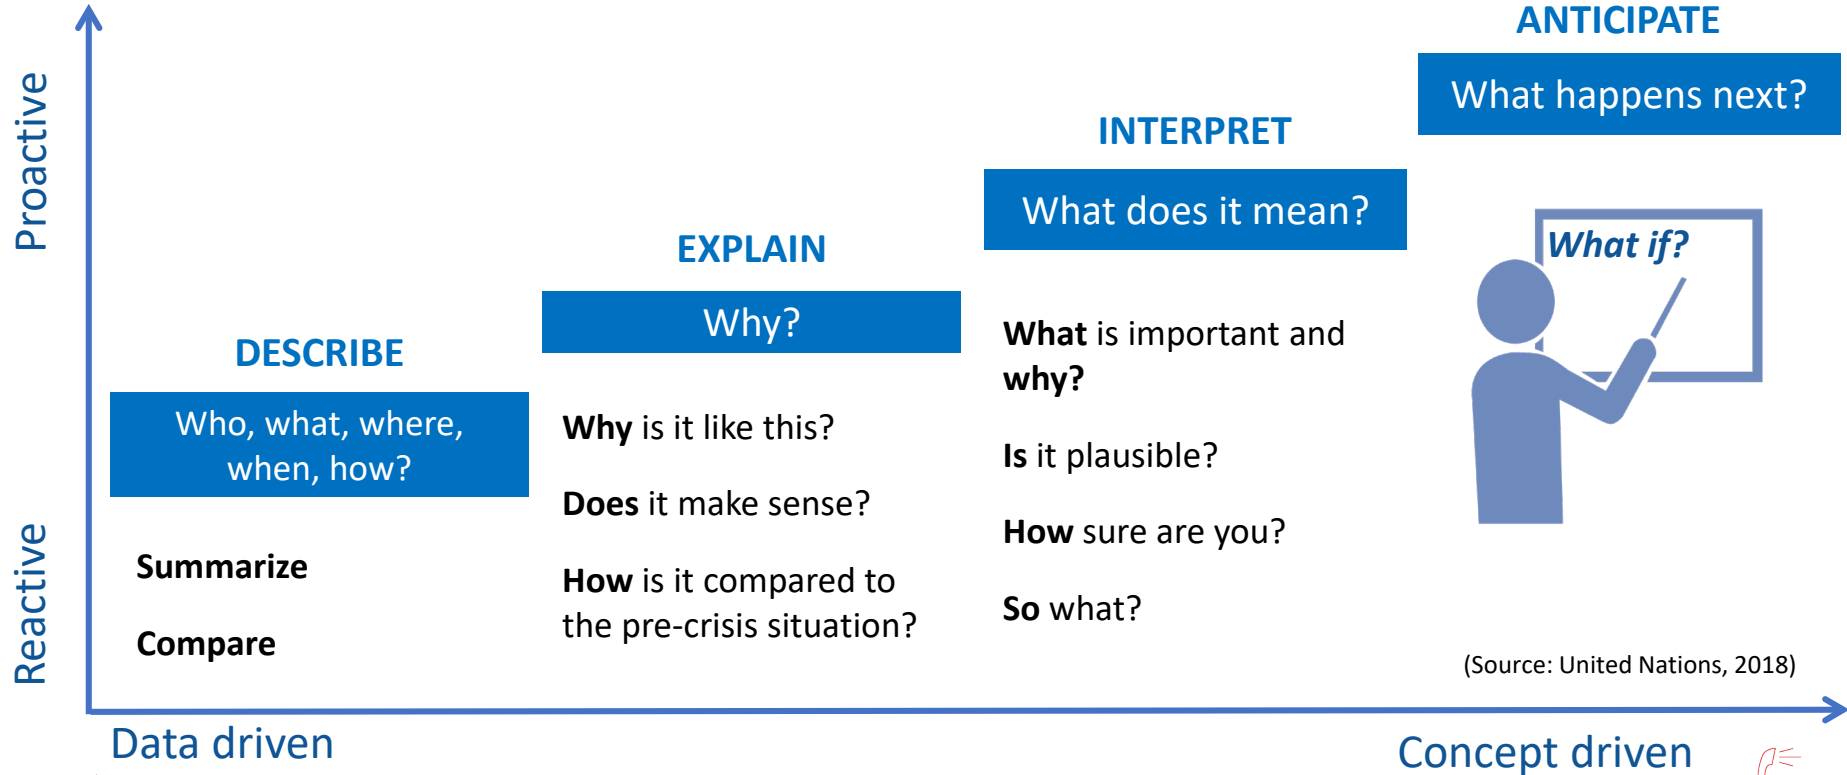 Proactive
Reactive
DESCRIBE
Who, what, where,
when, how?
Summarize
Compare
EXPLAIN
Why?
Why is it like this?
Does it make sense?
How is it compared to
the pre-crisis situation?
INTERPRET
What does it mean?
What is important and
why?
Is it plausible?
How sure are you?
So what?
ANTICIPATE
What happens next?
What if?
(Source: United Nations, 2018)
Data driven
Concept driven